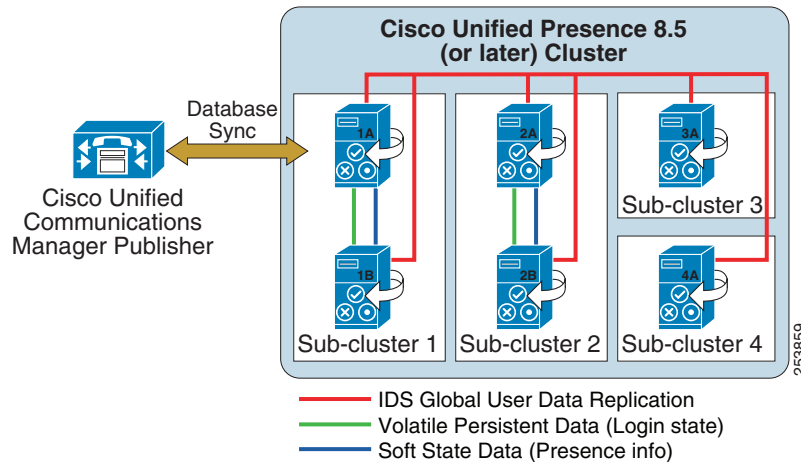 Cisco Unified Presence 8.5
(or later) Cluster
Database
Sync
Cisco Unified
Communications
Manager Publisher
1A
2A
3A
1B
2B
4A
Sub-cluster 1
Sub-cluster 2
Sub-cluster 3
Sub-cluster 4
253859
IDS Global User Data Replication
Volatile Persistent Data (Login state)
Soft State Data (Presence info)